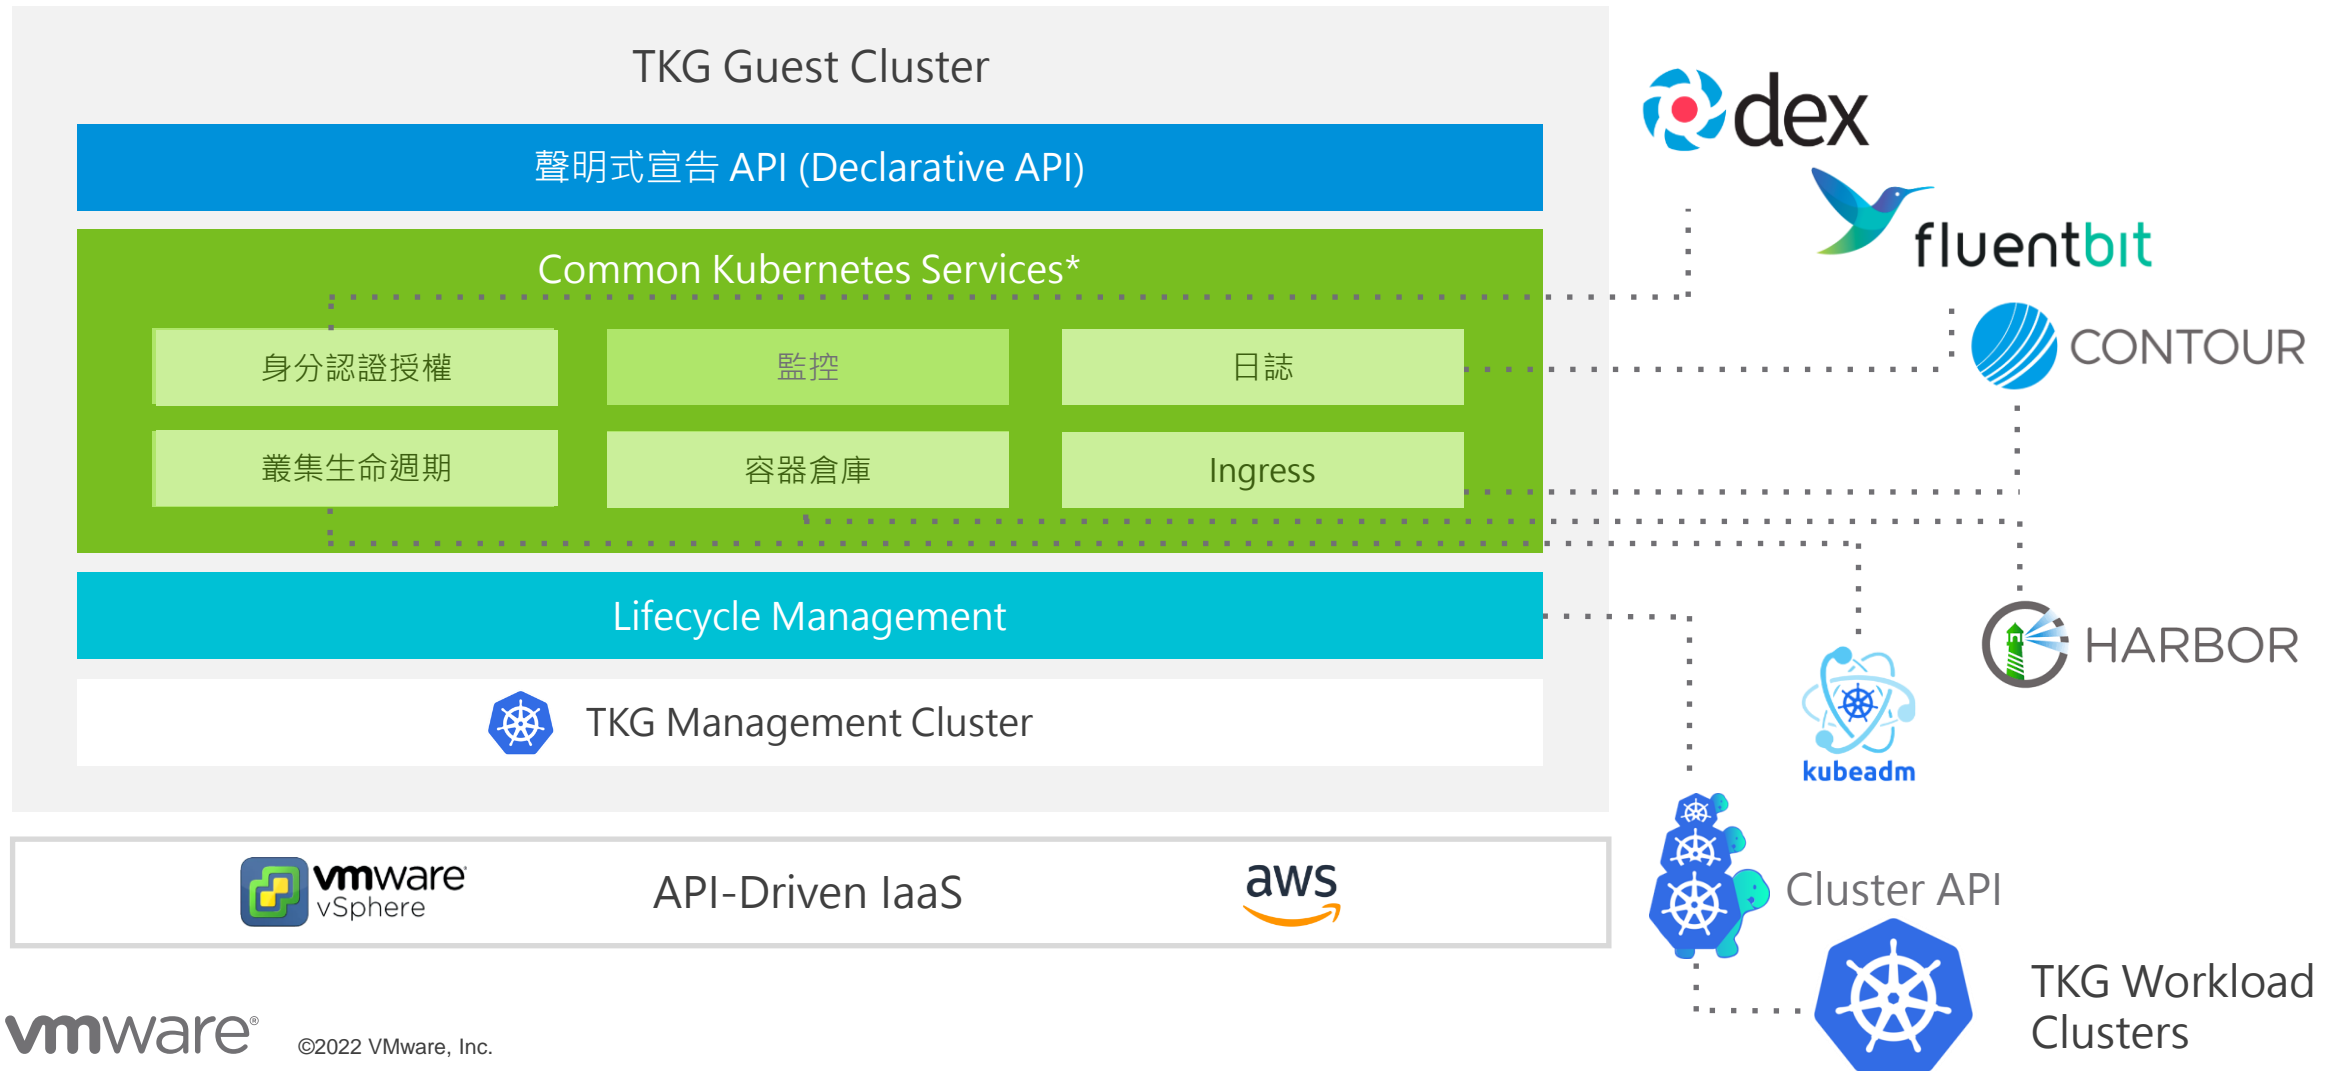 TKG Guest Cluster
聲明式宣告 API (Declarative API)
Common Kubernetes Services*
身分認證授權
監控
日誌
叢集生命週期
容器倉庫
Ingress
Lifecycle Management
TKG Management Cluster
vmware®
vSphere
API-Driven IaaS
aws
dex
fluentbit
CONTOUR
HARBOR
kubeadm
Cluster API
TKG Workload
Clusters
vmware®
©2022 VMware, Inc.